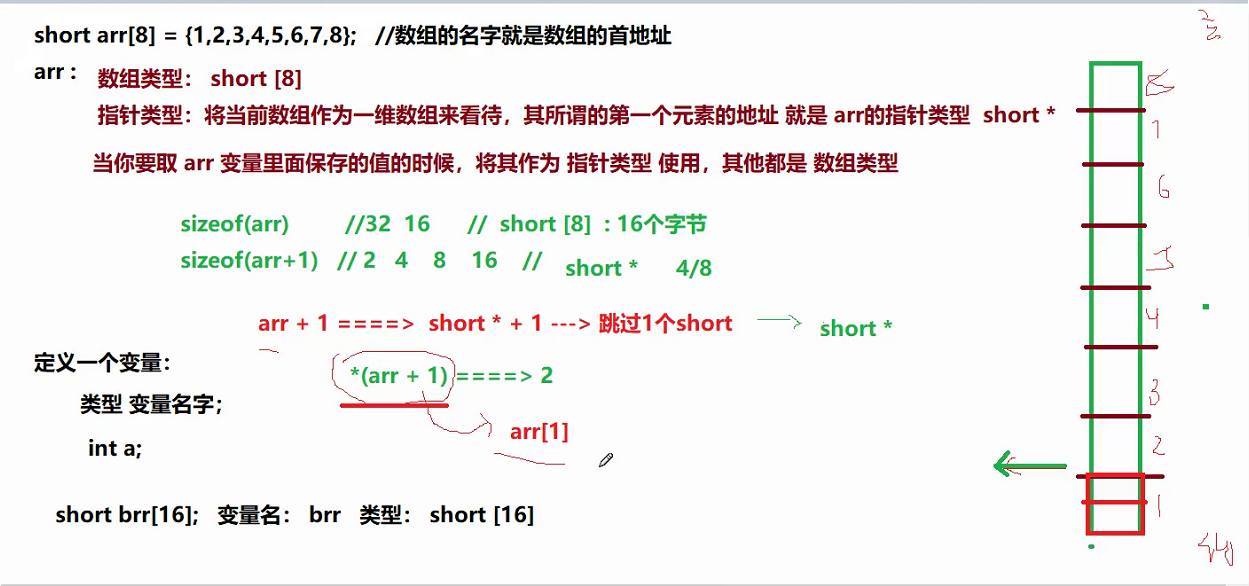 short arr[8] = {1,2,3,4,5,6,7,8}; //数组的名字就是数组的首地址
arr : 数组类型： short [8]
指针类型：将当前数组作为一维数组来看待，其所谓的第一个元素的地址 就是 arr的指针类型 short *
当你要取 arr 变量里面保存的值的时候，将其作为 指针类型 使用，其他都是 数组类型
sizeof(arr) //32 16 // short [8] : 16个字节
sizeof(arr+1) // 2 4 8 16 // short * 4/8
arr + 1 ====> short * + 1 ---> 跳过1个short short *
定义一个变量：
*(arr + 1) ====> 2
类型 变量名字；
arr[1]
int a;
short brr[16]; 变量名： brr 类型： short [16]
1
6
4
3
2
1